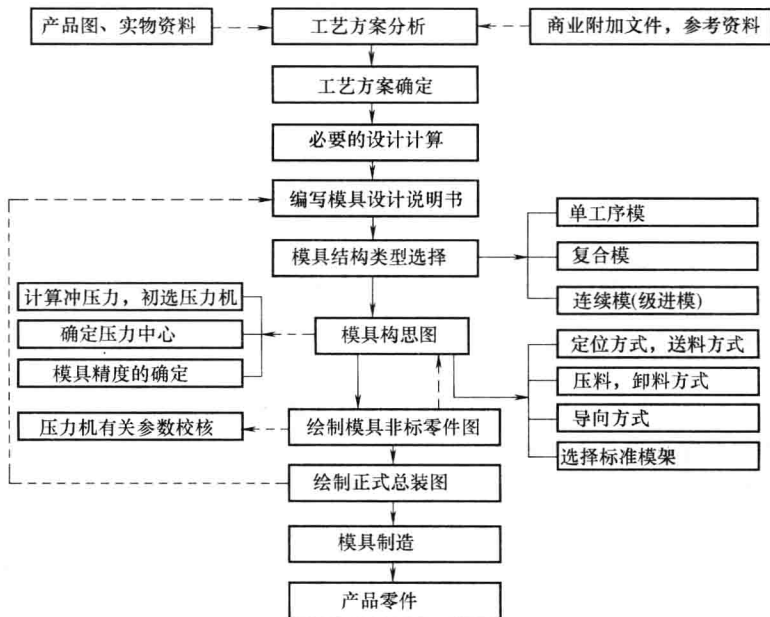 产品图、实物资料
工艺方案分析
商业附加文件，参考资料
工艺方案确定
必要的设计计算
编写模具设计说明书
单工序模
模具结构类型选择
复合模
计算冲压力，初选压力机
连续模(级进模)
确定压力中心
模具构思图
定位方式，送料方式
模具精度的确定
压料，卸料方式
压力机有关参数校核
绘制模具非标零件图
导向方式
选择标准模架
绘制正式总装图
模具制造
产品零件